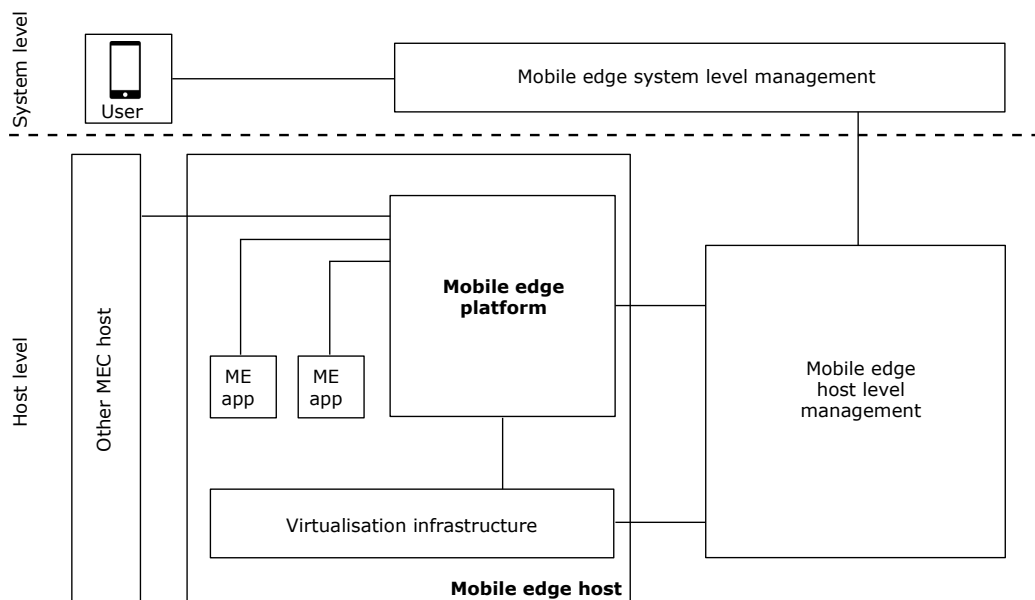 System level
User
Mobile edge system level management
Host level
Other MEC host
Mobile edge
platform
ME
app
ME
app
Mobile edge
host level
management
Virtualisation infrastructure
Mobile edge host